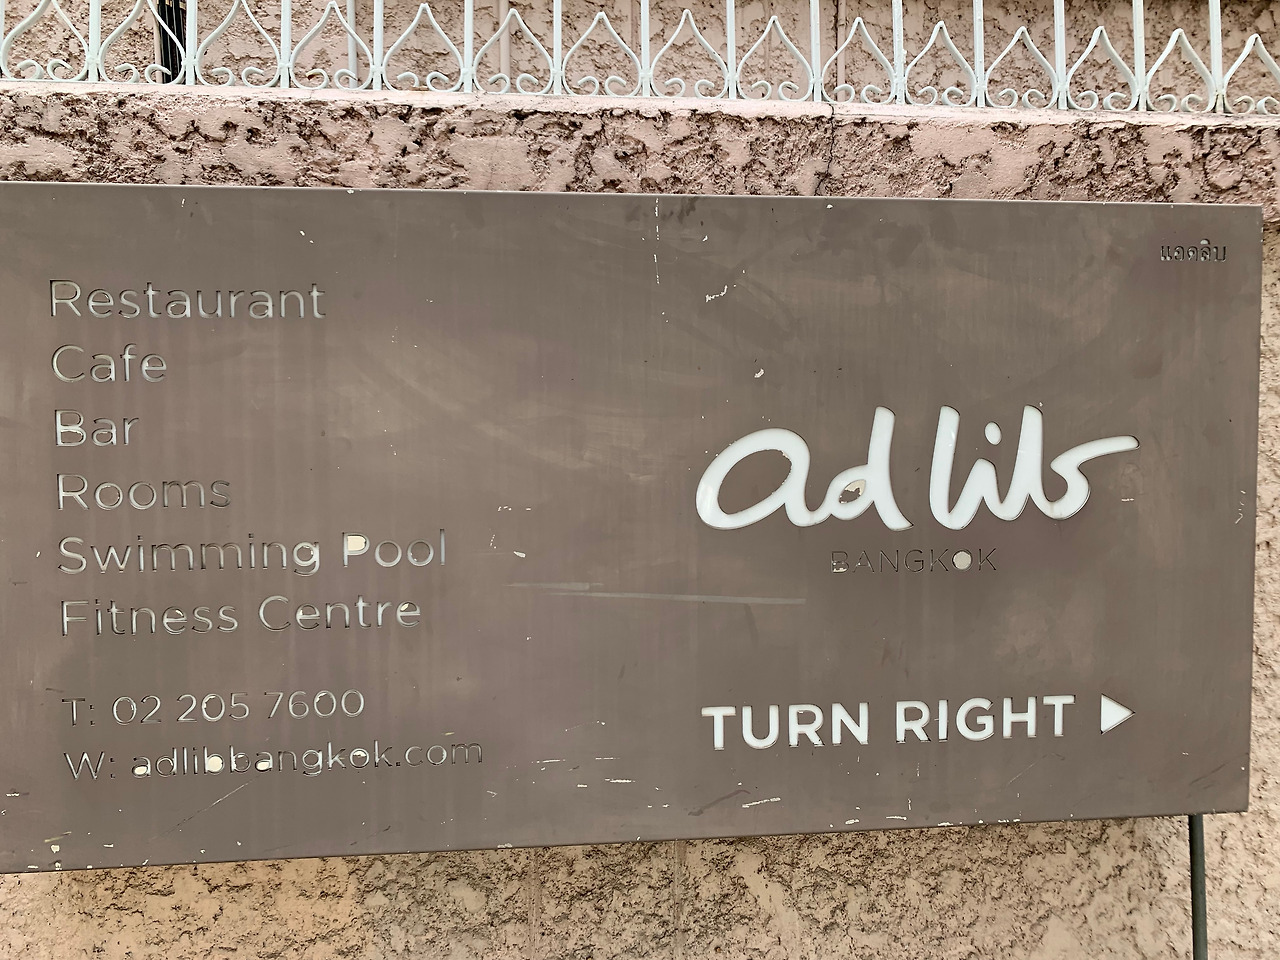 Restaurant
Cafe
Bar
Rooms
Swimming Pool
Fitness Centre
T: 02 205 7600
W: adlibbangkok.com
แอดลิบ
ad lib
BANGKOK
TURN RIGHT